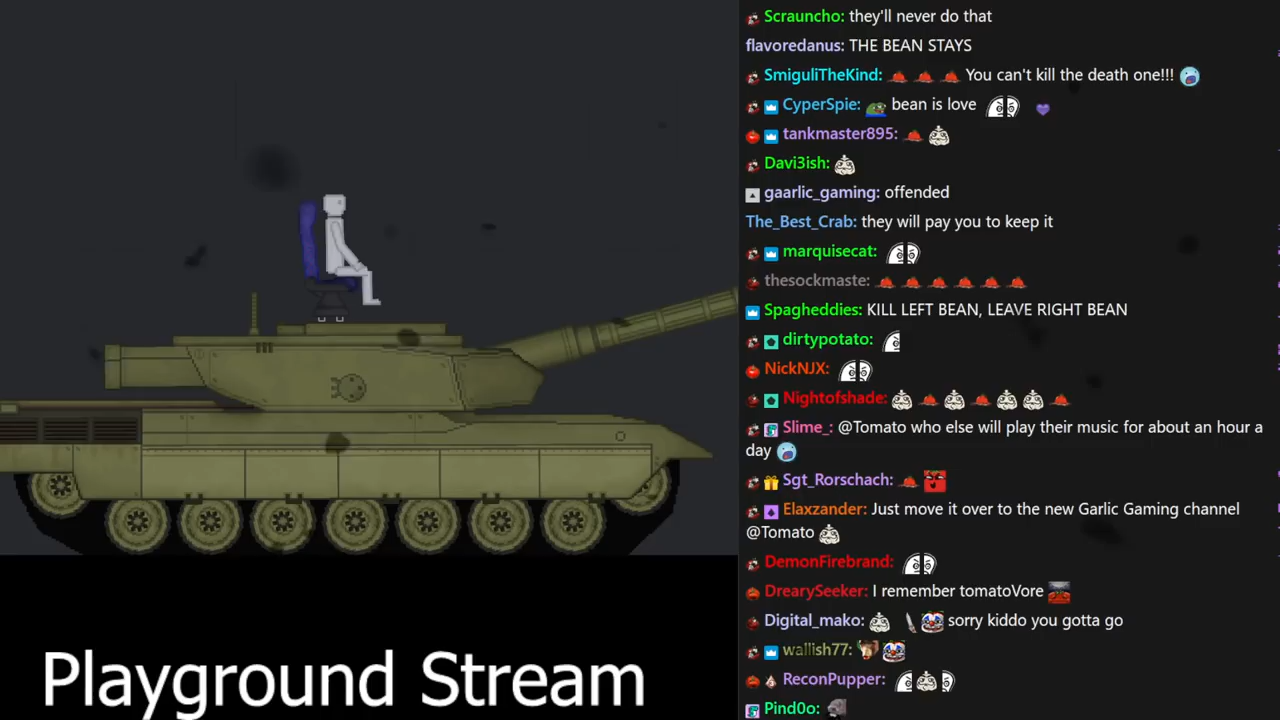 Scrauncho: they'll never do that
flavoredanus: THE BEAN STAYS
SmiguliTheKind: You can't kill the death one!!!
CyperSpie: bean is love
tankmaster895:
Davi3ish:
gaarlic_gaming: offended
The_Best_Crab: they will pay you to keep it
marquisecat:
thesockmaste:
Spagheddies: KILL LEFT BEAN, LEAVE RIGHT BEAN
dirtypotato:
NickNJX:
Nightofshade:
Slime_: @Tomato who else will play their music for about an hour a
day
Sgt_Rorschach:
Elaxzander: Just move it over to the new Garlic Gaming channel
@Tomato
DemonFirebrand:
DrearySeeker: I remember tomatoVore
Digital_mako: sorry kiddo you gotta go
wallish77:
ReconPupper:
Pind0o:
Playground Stream